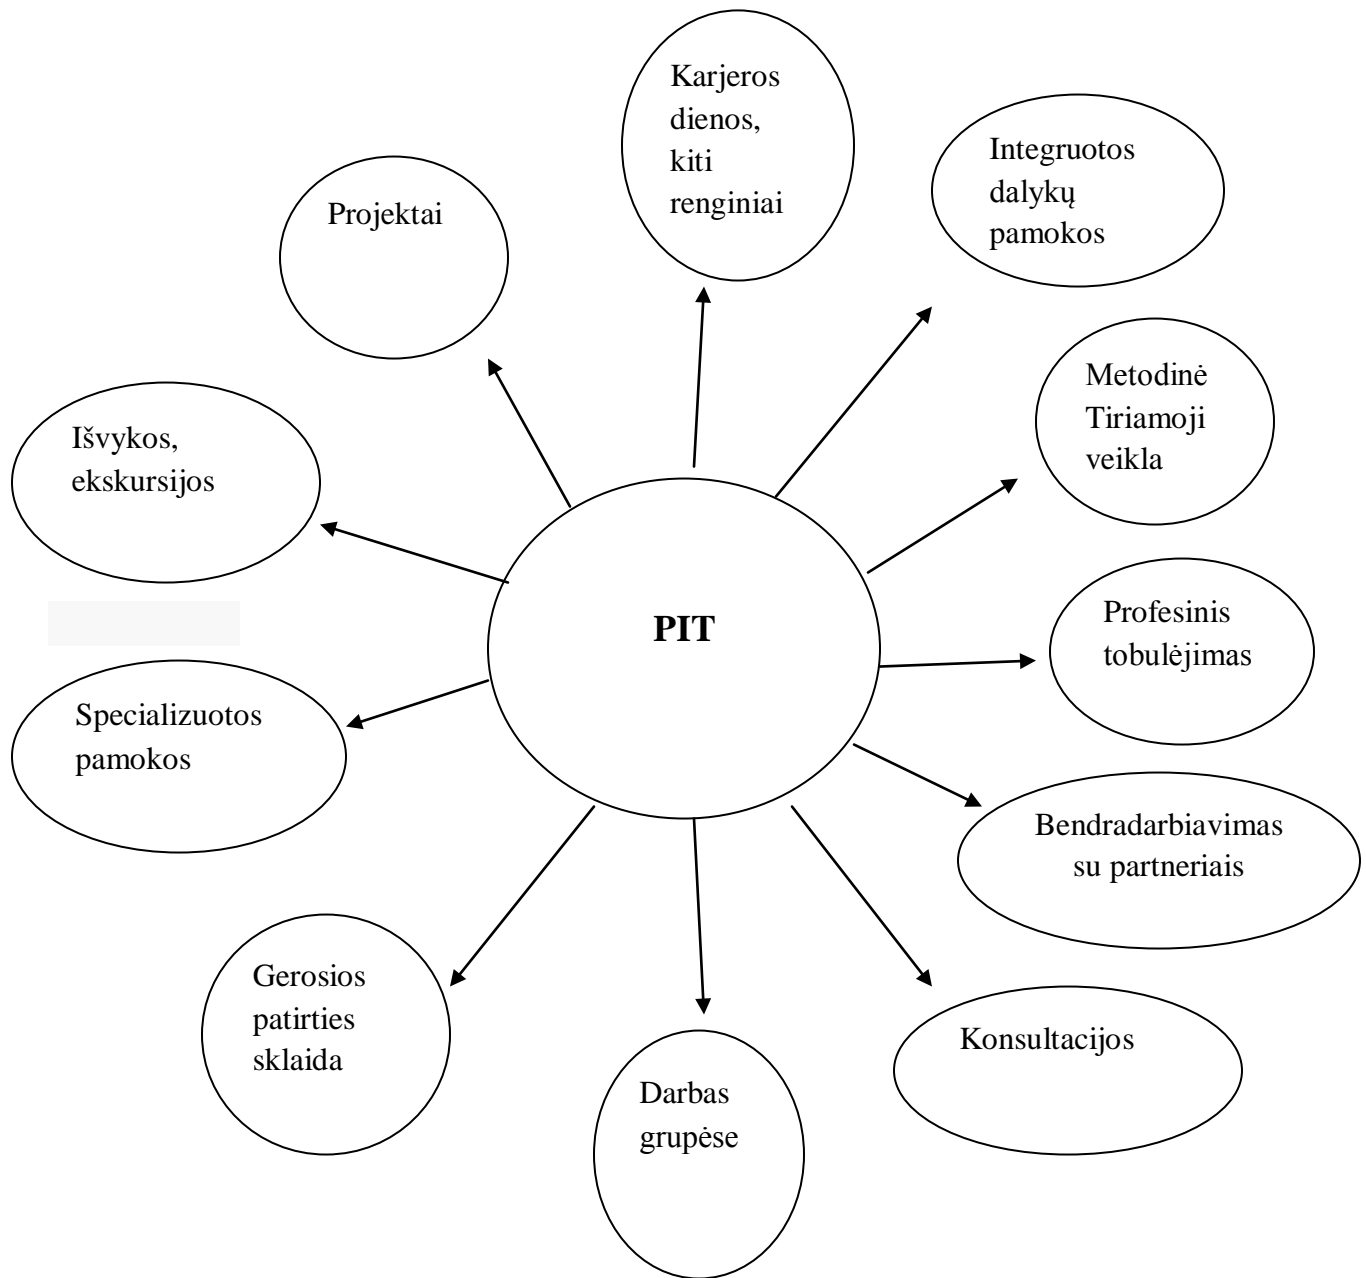 Karjeros
dienos,
kiti
renginiai
Integruotos
dalykų
pamokos
Projektai
Metodinė
Tiriamoji
veikla
Išvykos,
ekskursijos
PIT
Profesinis
tobulėjimas
Specializuotos
pamokos
Bendradarbiavimas
su partneriais
Gerosios
patirties
sklaida
Konsultacijos
Darbas
grupėse